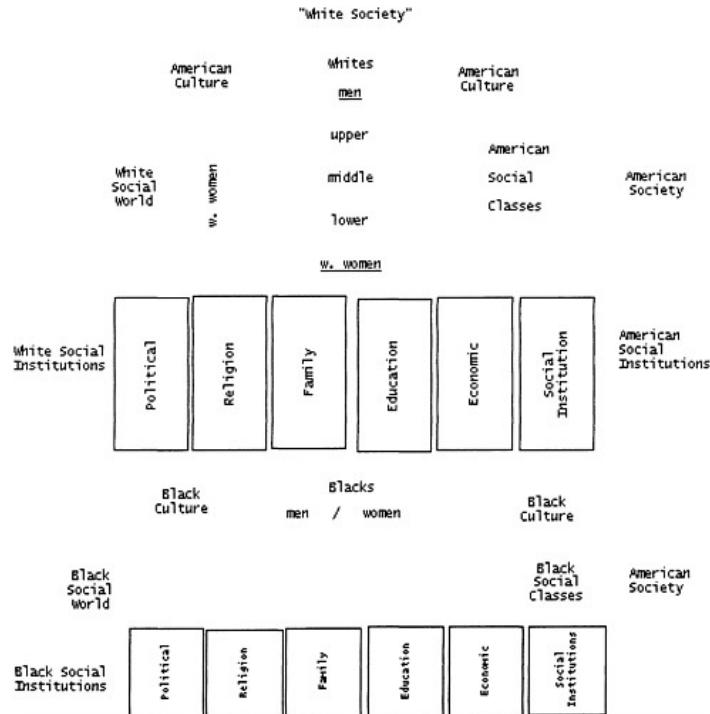 "White Society"
Whites
American
Culture
men
American
Culture
upper
American
White
Social
World
w. women
middle
Social
American
Society
Classes
lower
w. women
White Social
Institutions
Political
Religion
Family
Education
Economic
Social
Institution
American
Social
Institutions
Black
Culture
Blacks
men / women
Black
Culture
Black
Social
World
Black
Social
Classes
American
Society
Black Social
Institutions
Political
Religion
Family
Education
Economic
Social
Institutions